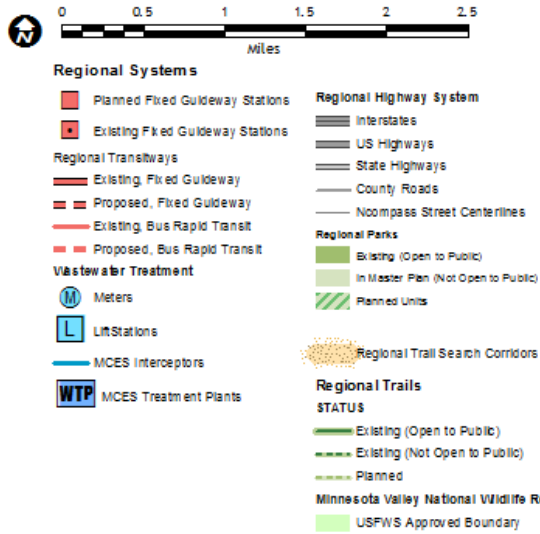 0 0.5 1 1.5 2 2.5
N
Miles
Regional Systems
Planned Fixed Guideway Stations
Existing Fixed Guideway Stations
Regional Transitways
Existing, Fixed Guideway
Proposed, Fixed Guideway
Existing, Bus Rapid Transit
Proposed, Bus Rapid Transit
Wastewater Treatment
M Meters
L LiftStations
MCES Interceptors
WTP MCES Treatment Plants
Regional Highway System
Interstates
US Highways
State Highways
County Roads
Ncompass Street Centerlines
Regional Parks
Existing (Open to Public)
In Master Plan (Not Open to Public)
Planned Units
Regional Trail Search Corridors
Regional Trails
STATUS
Existing (Open to Public)
Existing (Not Open to Public)
Planned
Minnesota Valley National Wildlife R
USFWS Approved Boundary